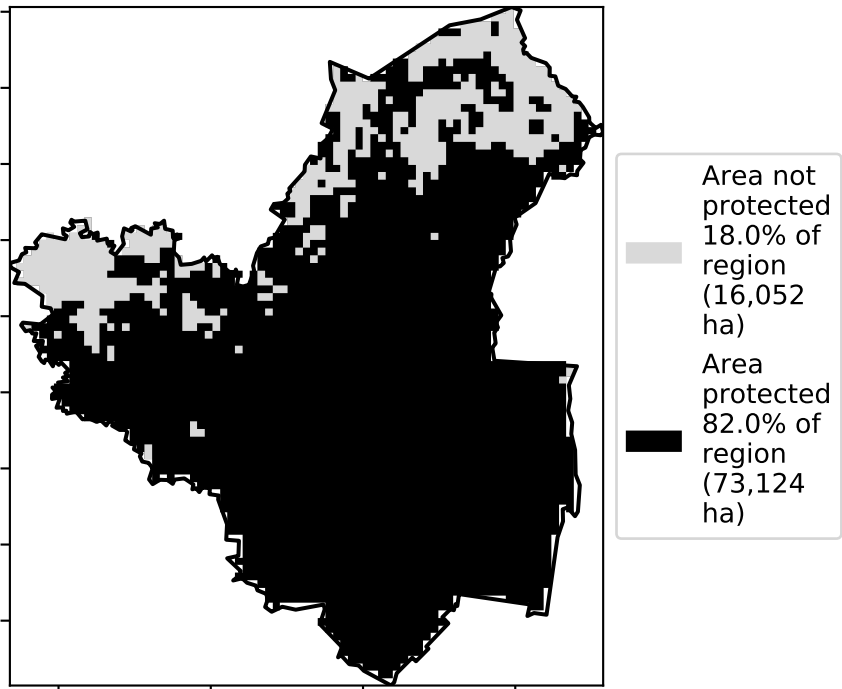 Area not
protected
18.0% of
region
(16,052
ha)
Area
protected
82.0% of
region
(73,124
ha)